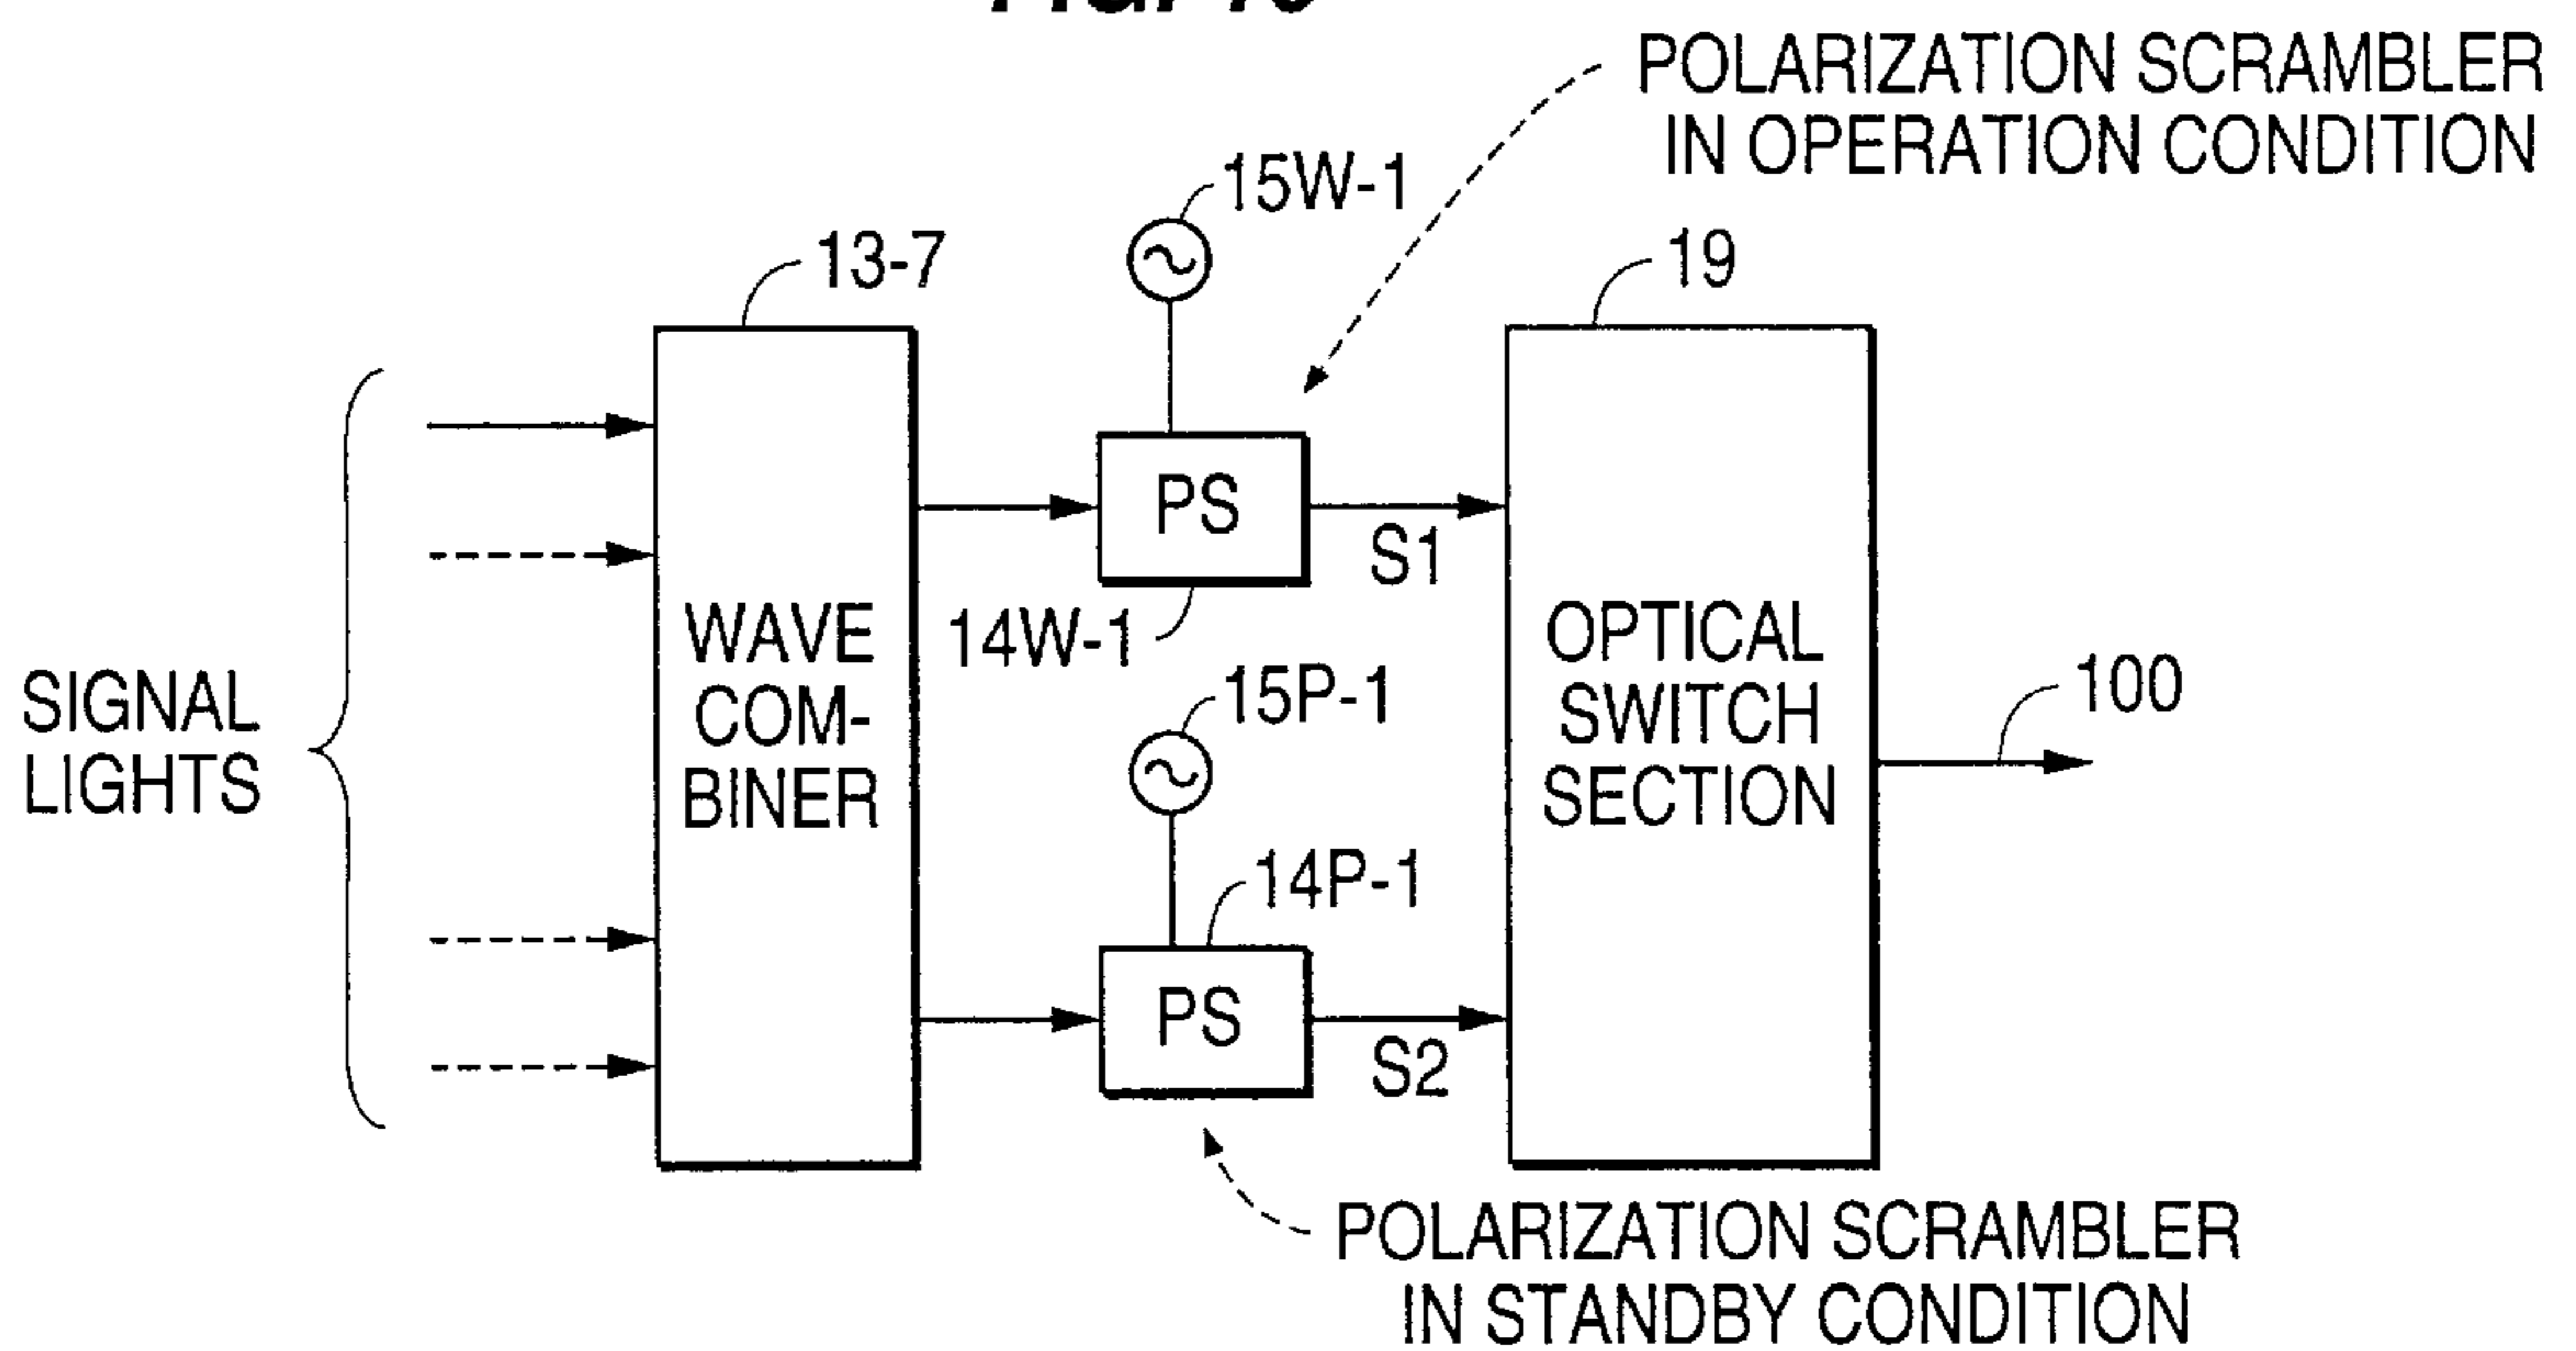 POLARIZATION SCRAMBLER
IN OPERATION CONDITION
15W-1
13-7
19
PS
S1
14W-1
WAVE
COM-
BINER
OPTICAL
SWITCH
SECTION
SIGNAL
LIGHTS
15P-1
100
14P-1
PS
S2
POLARIZATION SCRAMBLER
IN STANDBY CONDITION